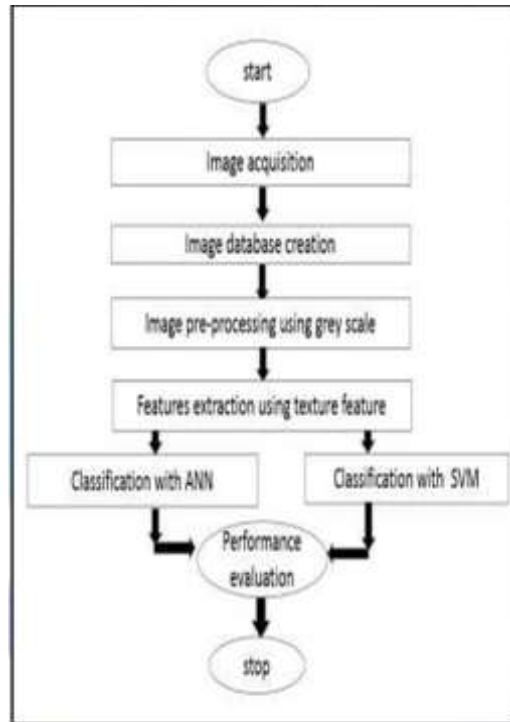 start
Image acquisition
Image database creation
Image pre-processing using grey scale
Features extraction using texture feature
Classification with ANN
Classification with SVM
Performance
evaluation
stop